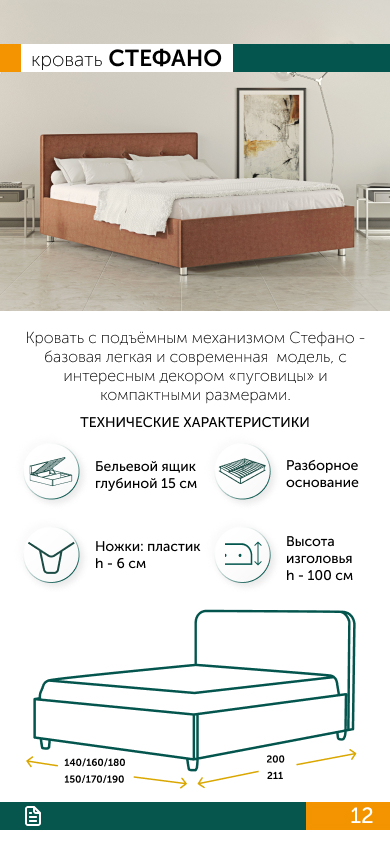 кровать СТЕФАНО
Кровать с подъёмным механизмом Стефано -
базовая легкая и современная модель, с
интересным декором «пуговицы» и
компактными размерами.
ТЕХНИЧЕСКИЕ ХАРАКТЕРИСТИКИ
Бельевой ящик
глубиной 15 см
Разборное
основание
Ножки: пластик
h - 6 см
Высота
изголовья
h - 100 см
140/160/180
150/170/190
200
211
12